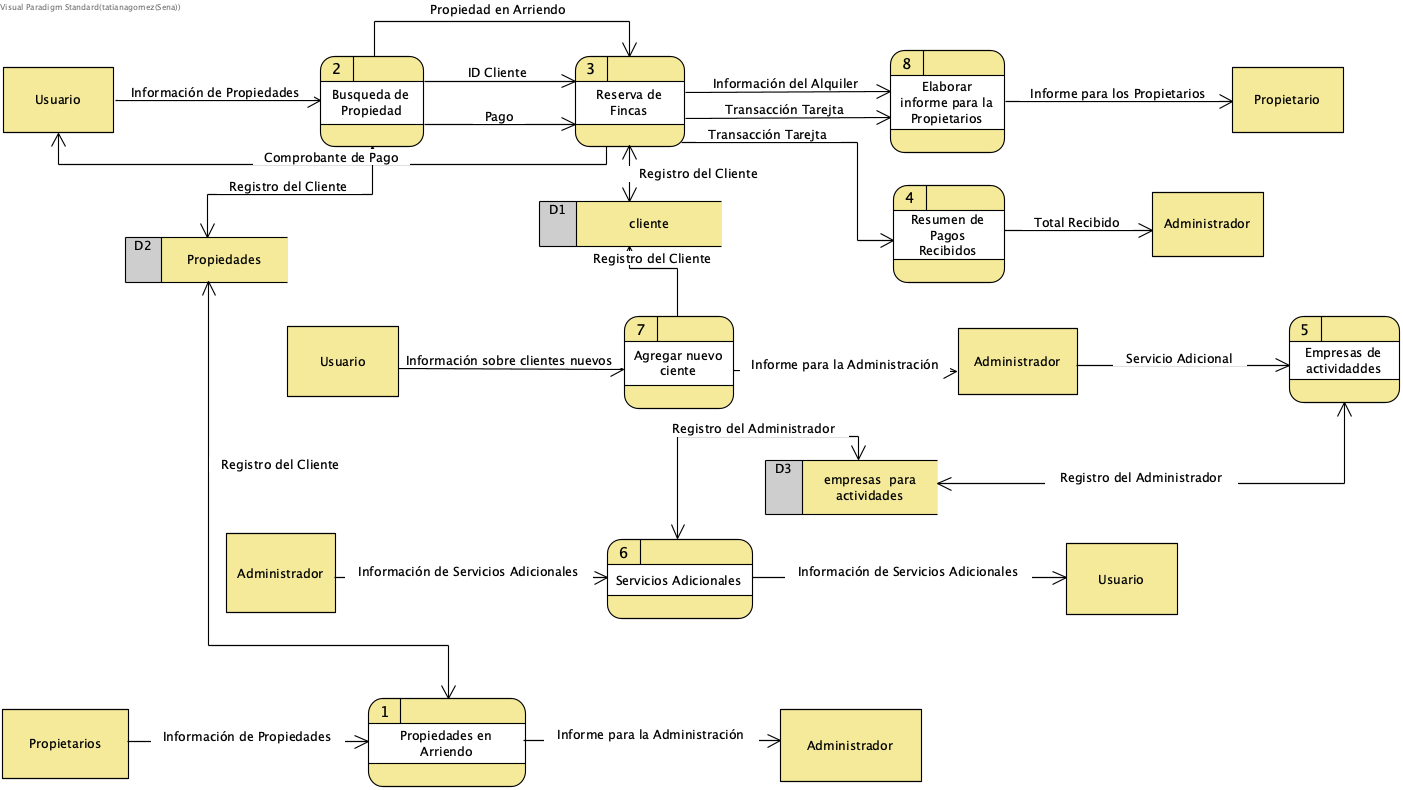 Visual Paradigm Standard(tatianagomez(Sena))
Propiedad en Arriendo
2
3
8
ID Cliente
Información del Alquiler
Usuario
Información de Propiedades
Busqueda de
Propiedad
Reserva de
Fincas
Elaborar
informe para la
Propietarios
Informe para los Propietarios
Propietario
Pago
Transacción Tarejta
Transacción Tarejta
Comprobante de Pago
Registro del Cliente
Registro del Cliente
D1
cliente
4
Resumen de
Pagos
Recibidos
Total Recibido
Administrador
D2
Propiedades
Registro del Cliente
7
5
Usuario
Información sobre clientes nuevos
Agregar nuevo
ciente
Informe para la Administración
Administrador
Servicio Adicional
Empresas de
actividaddes
Registro del Administrador
Registro del Cliente
D3
empresas para
actividades
Registro del Administrador
6
Administrador
Información de Servicios Adicionales
Servicios Adicionales
Información de Servicios Adicionales
Usuario
1
Propietarios
Información de Propiedades
Propiedades en
Arriendo
Informe para la Administración
Administrador